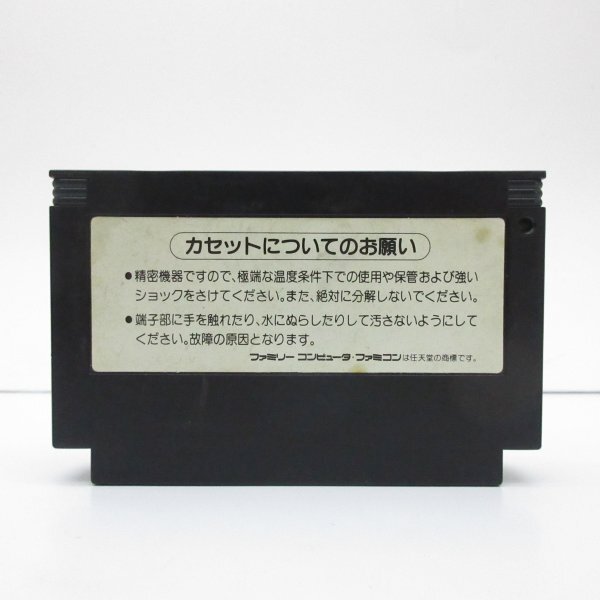 カセットについてのお願い
●精密機器ですので、極端な温度条件下での使用や保管および強い
ショックをさけてください。また、絶対に分解しないでください。
●端子部に手を触れたり、水にぬらしたりして汚さないようにして
ください。故障の原因となります。
ファミリー コンピュータ・ファミコンは任天堂の商標です。